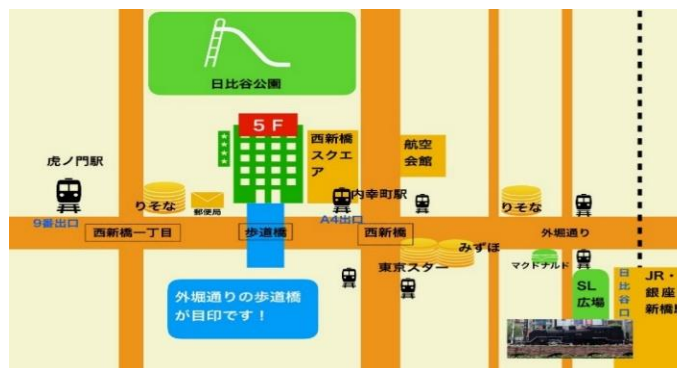 日比谷公園
5F
西新橋
スクエ
ア
航空
会館
虎ノ門駅
りそな
郵便局
内幸町駅
りそな
9番出口
A4出口
西新橋一丁目
歩道橋
西新橋
外堀通り
みずほ
東京スター
マクドナルド
外堀通りの歩道橋
が目印です！
SL
広場
日比谷口
JR・
銀座
新橋